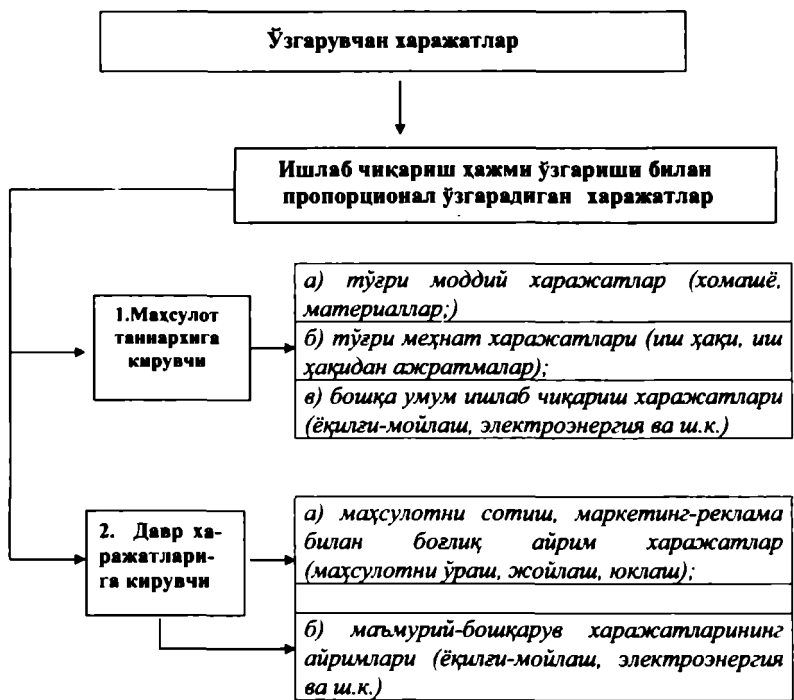 Ўзгарувчан харажатлар
Ишлаб чиқариш ҳажми ўзгариши билан
пропорционал ўзгарадиган харажатлар
1.Маҳсулот
таннархига
кирувчи
а) тўғри моддий харажатлар (хомашё,
материаллар;)
б) тўғри меҳнат харажатлари (иш ҳақи, иш
ҳақидан ажратмалар);
в) бошқа умум ишлаб чиқариш харажатлари
(ёқилғи-мойлаш, электроэнергия ва ш.к.)
2. Давр ха-
ражатлари-
га кирувчи
а) маҳсулотни сотиш, маркетинг-реклама
билан боғлиқ айрим харажатлар
(маҳсулотни ўраш, жойлаш, юклаш);
б) маъмурий-бошқарув харажатларининг
айримлари (ёқилғи-мойлаш, электроэнергия
ва ш.к.)